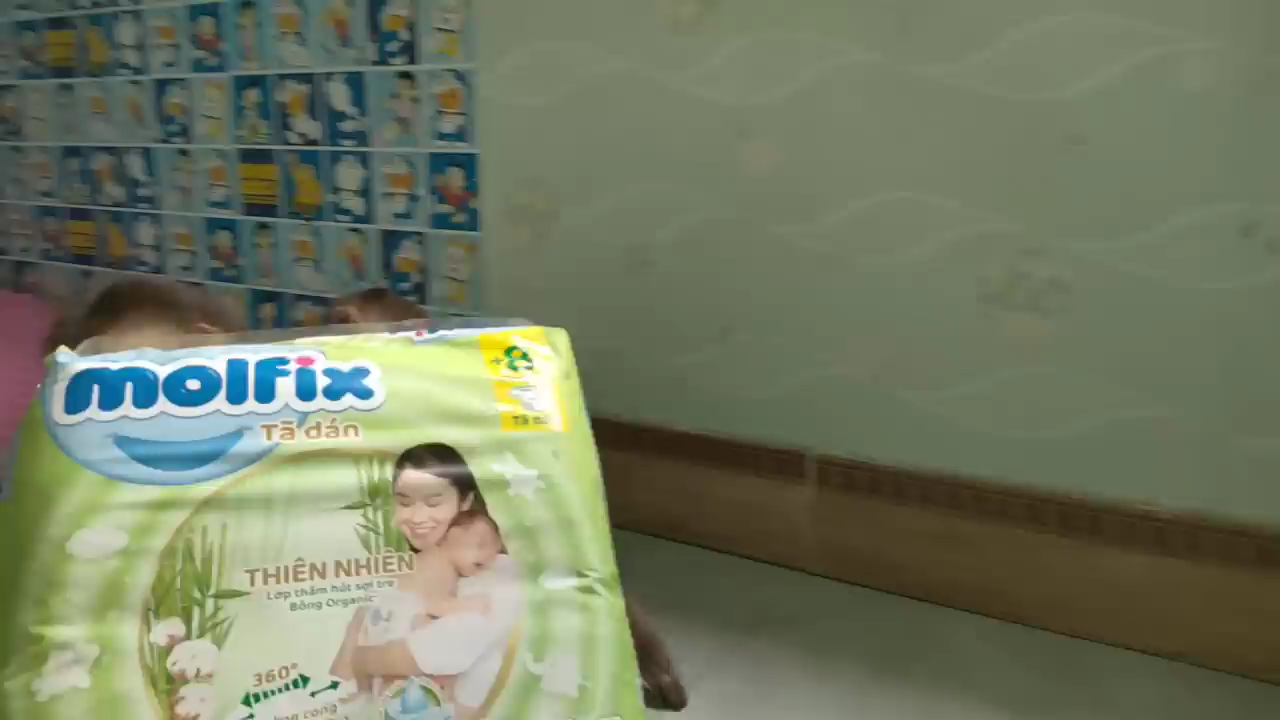 molfix
Tã dán
THIÊN NHIÊN
Lớp thấm hút sợi tre
Bông Organic
360°